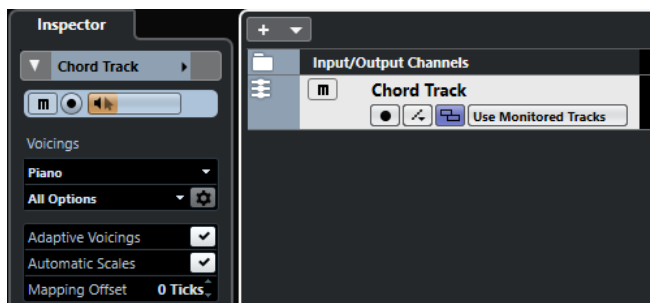 Inspector
Chord Track
m
Voicings
Piano
All Options
Adaptive Voicings
Automatic Scales
Mapping Offset 0 Ticks
+
Input/Output Channels
m Chord Track
Use Monitored Tracks